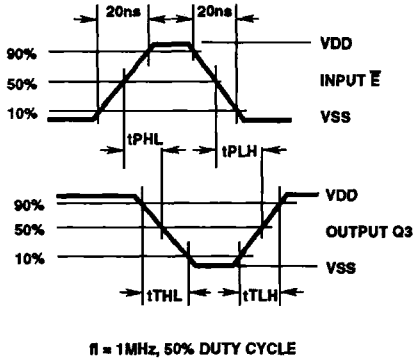 20ns 20ns
90%
VDD
50%
INPUT E̅
10%
VSS
tPHL
tPLH
90%
VDD
50%
OUTPUT Q3
10%
VSS
tTHL
tTLH
fI = 1MHz, 50% DUTY CYCLE